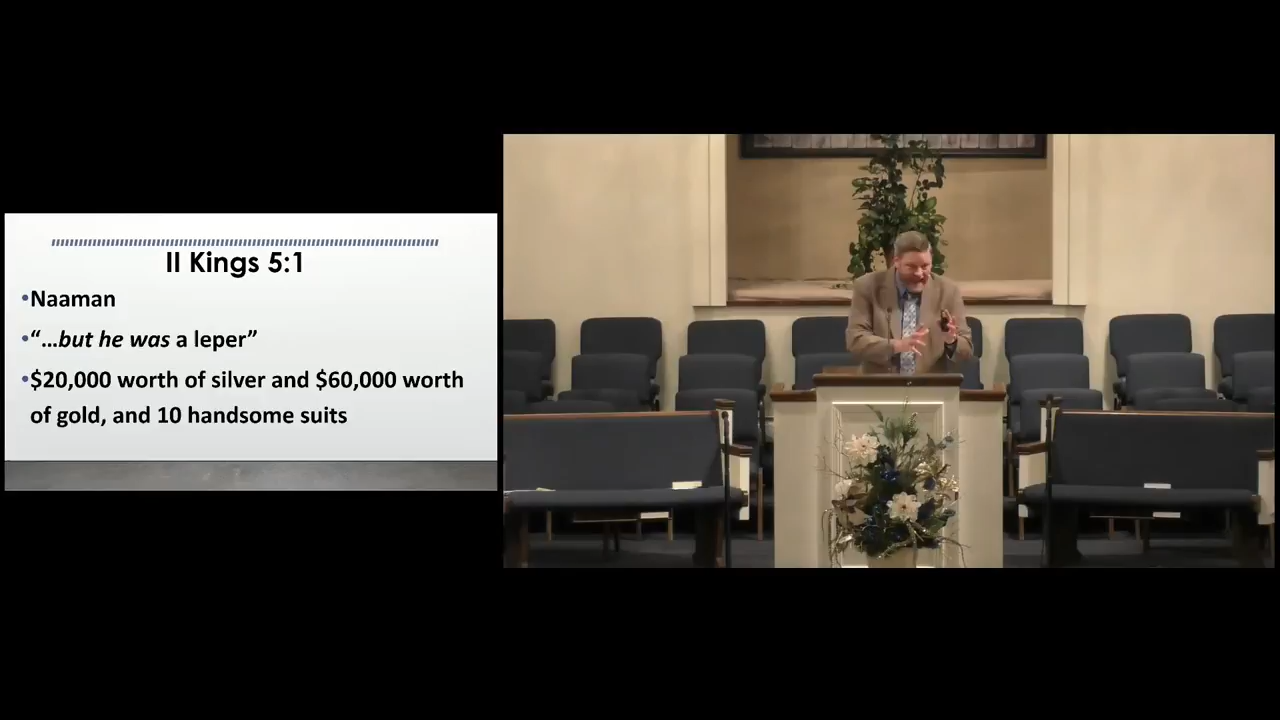 II Kings 5:1
•Naaman
•“…but he was a leper”
•$20,000 worth of silver and $60,000 worth
of gold, and 10 handsome suits